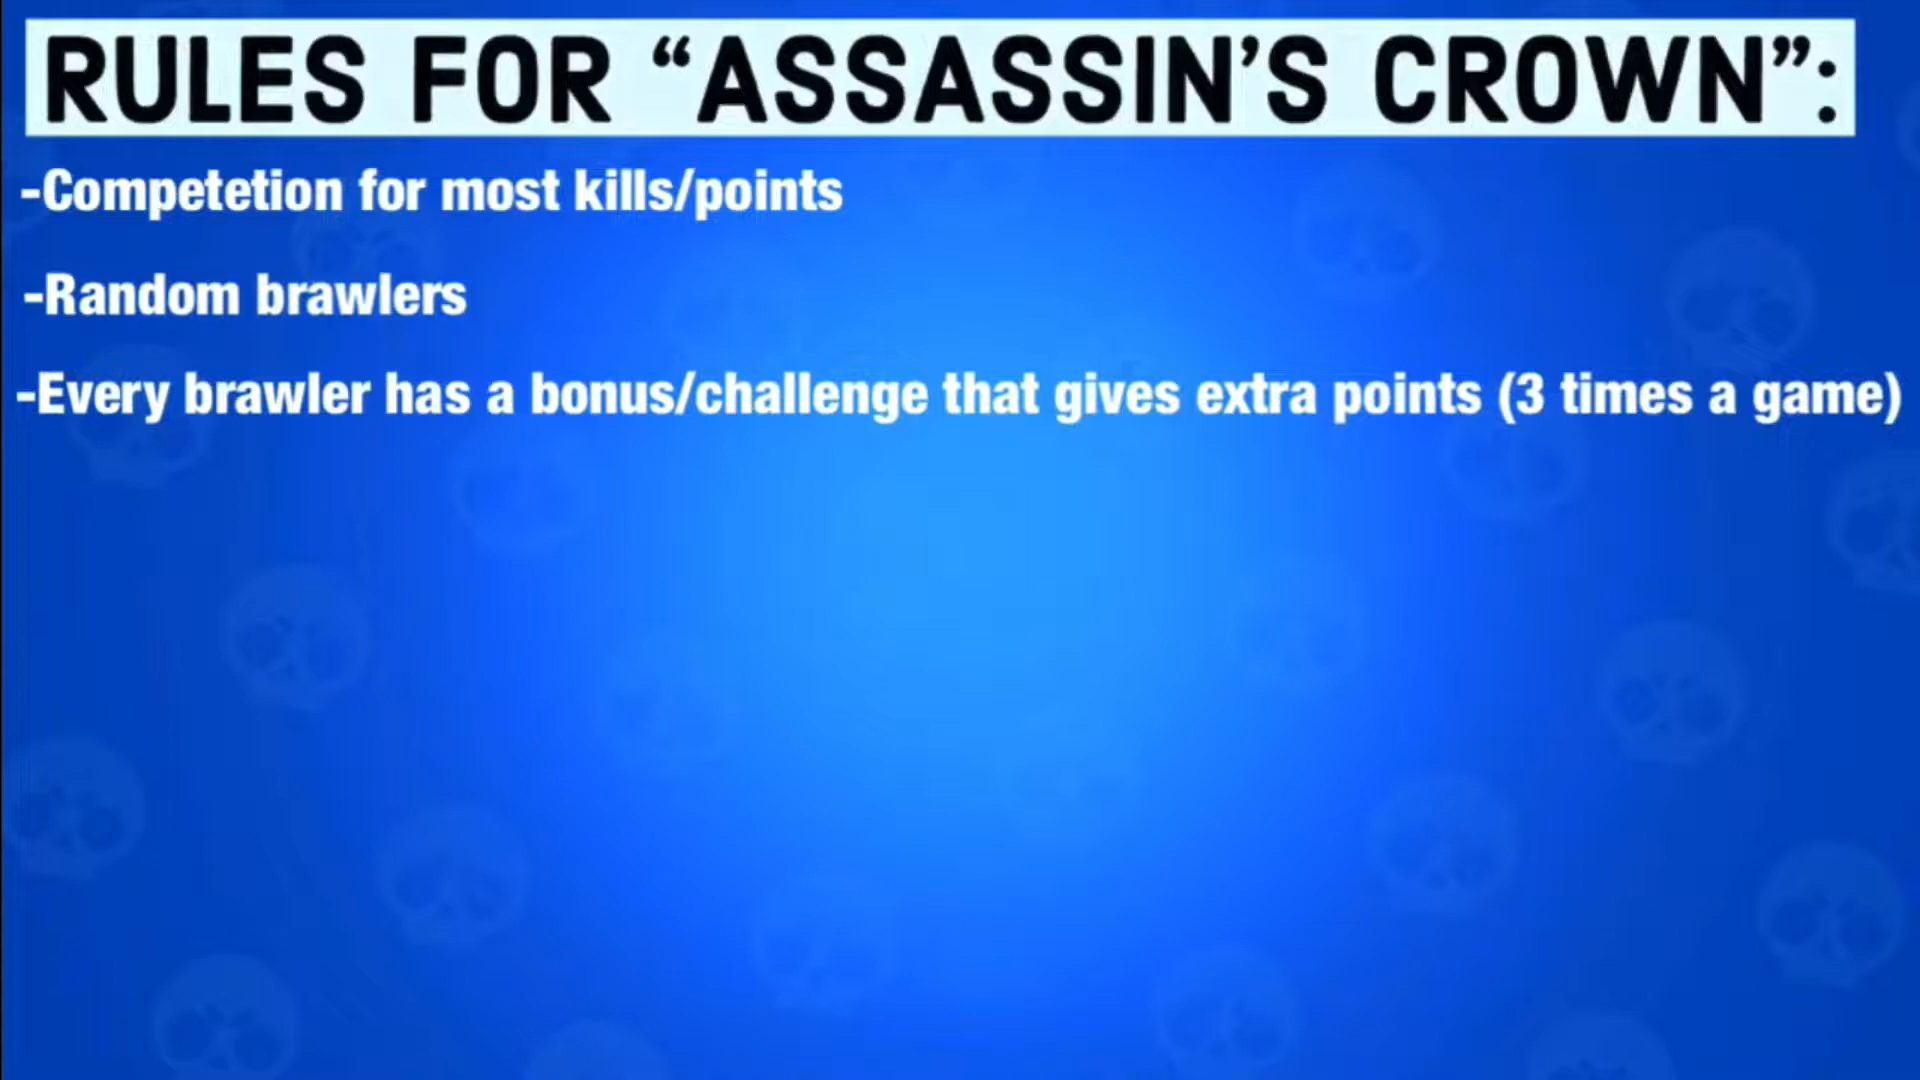 RULES FOR “ASSASSIN’S CROWN”:
-Competetion for most kills/points
-Random brawlers
-Every brawler has a bonus/challenge that gives extra points (3 times a game)